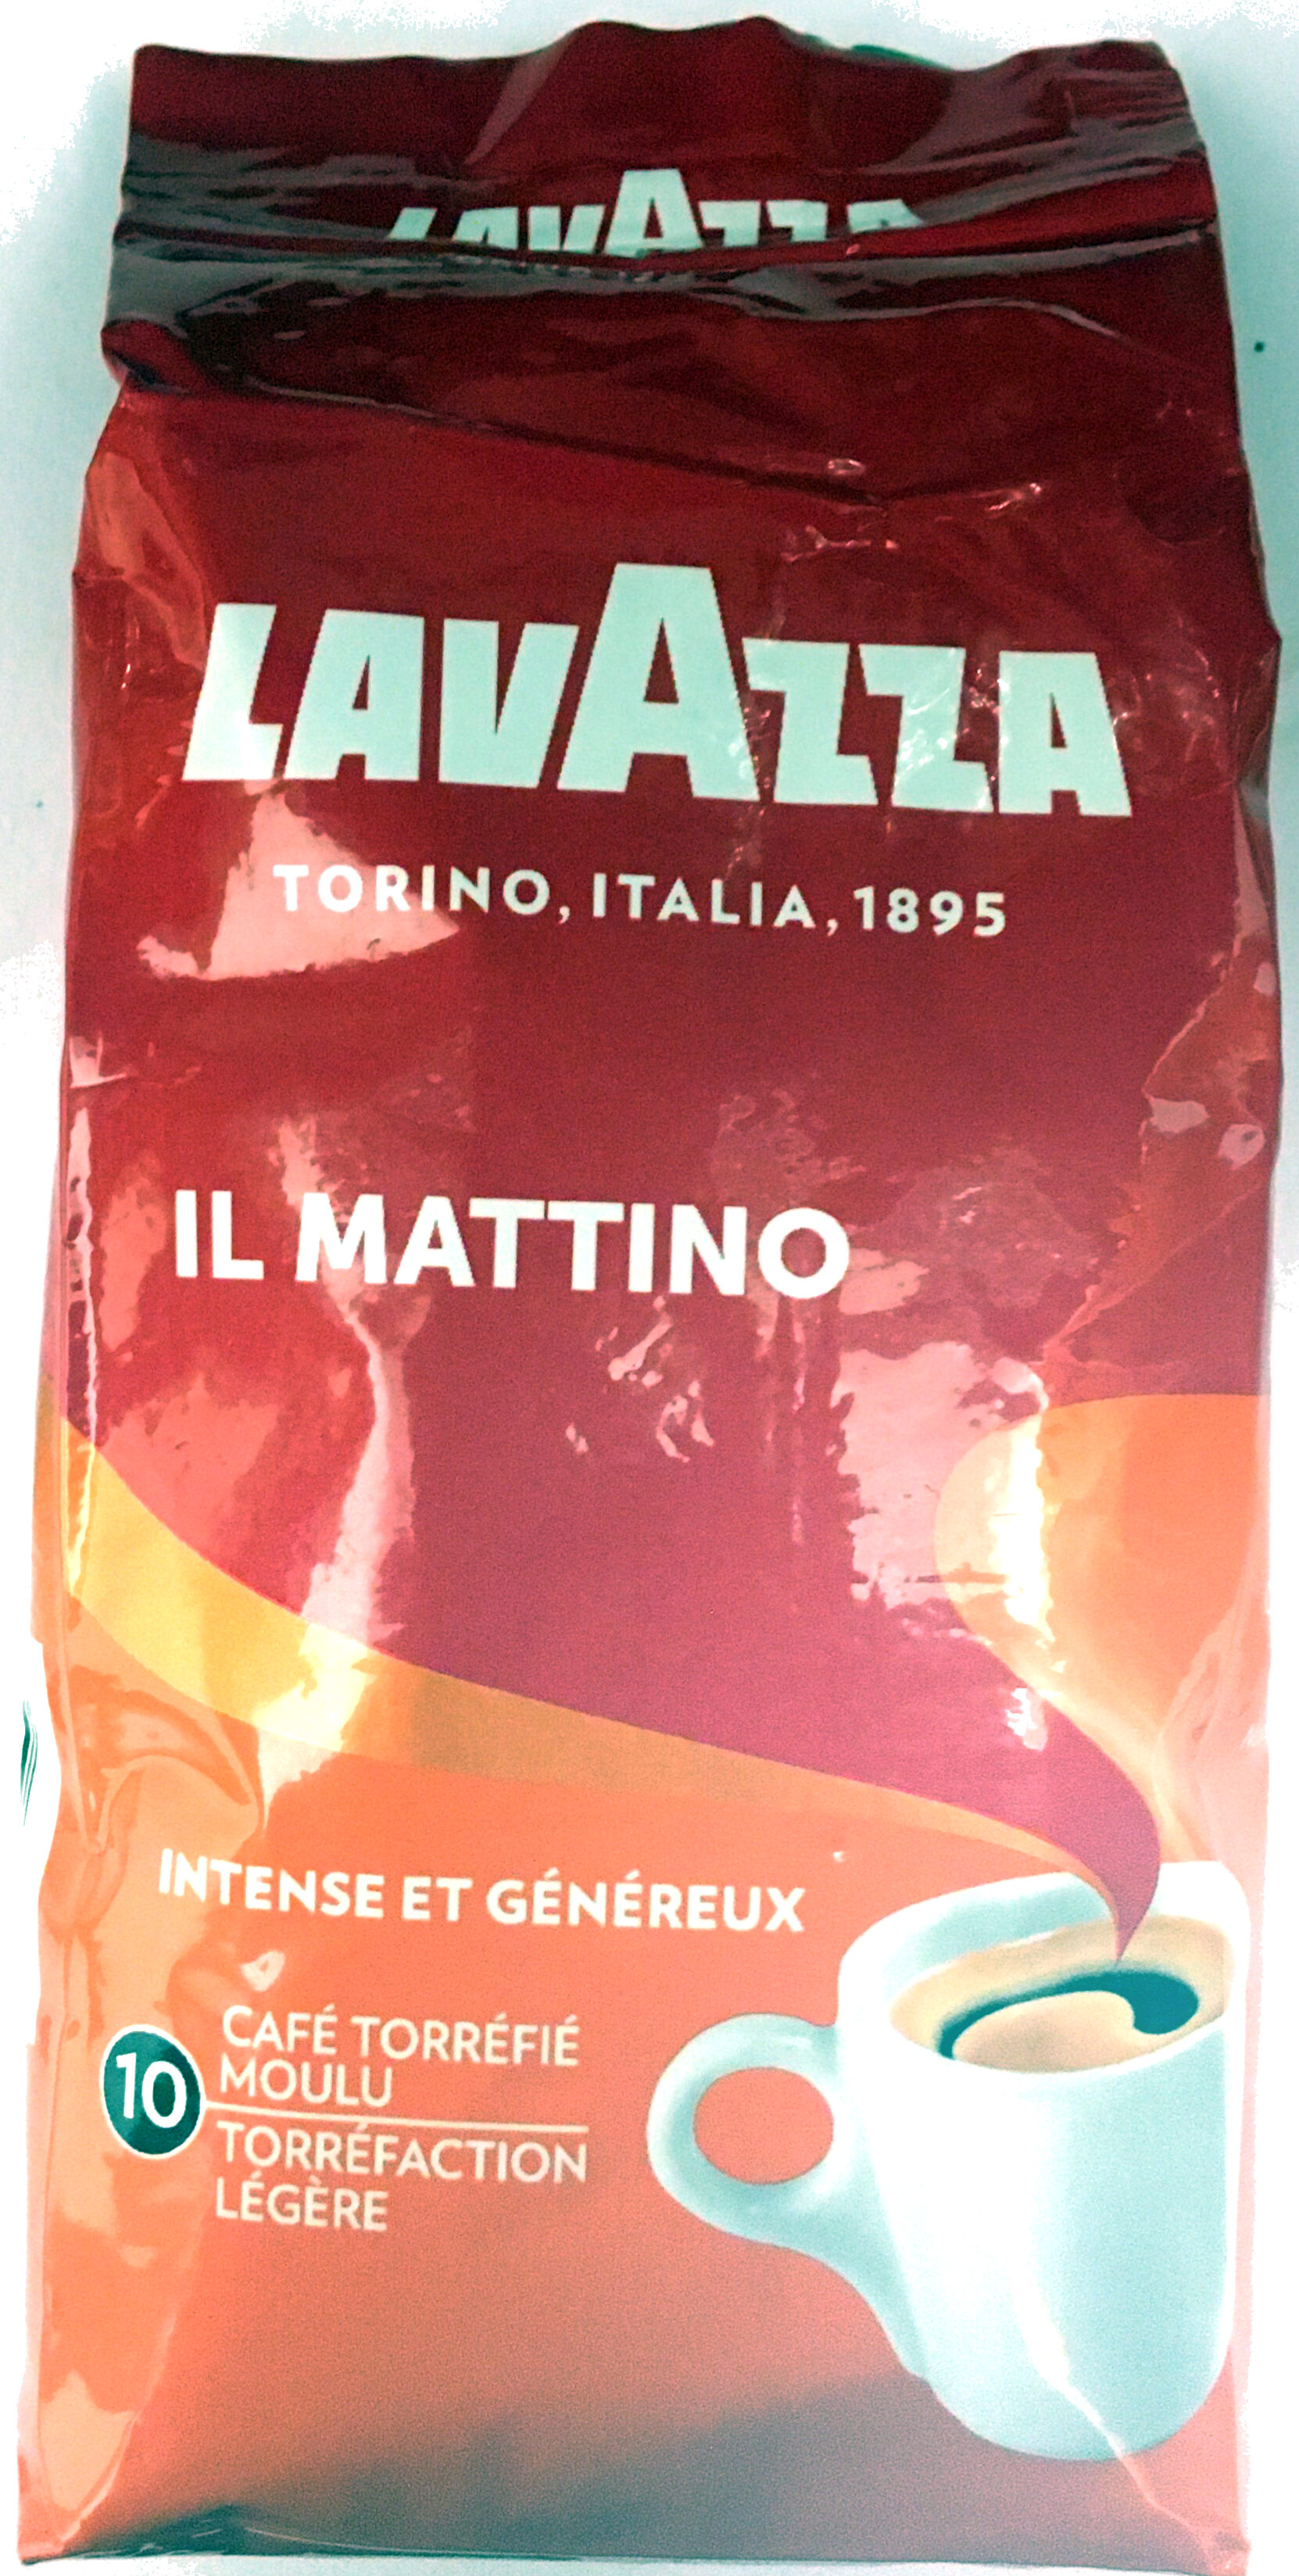 LAVAZZA
LAVAZZA
TORINO, ITALIA, 1895
IL MATTINO
INTENSE ET GÉNÉREUX
10
CAFÉ TORRÉFIÉ
MOULU
TORRÉFACTION
LÉGÈRE